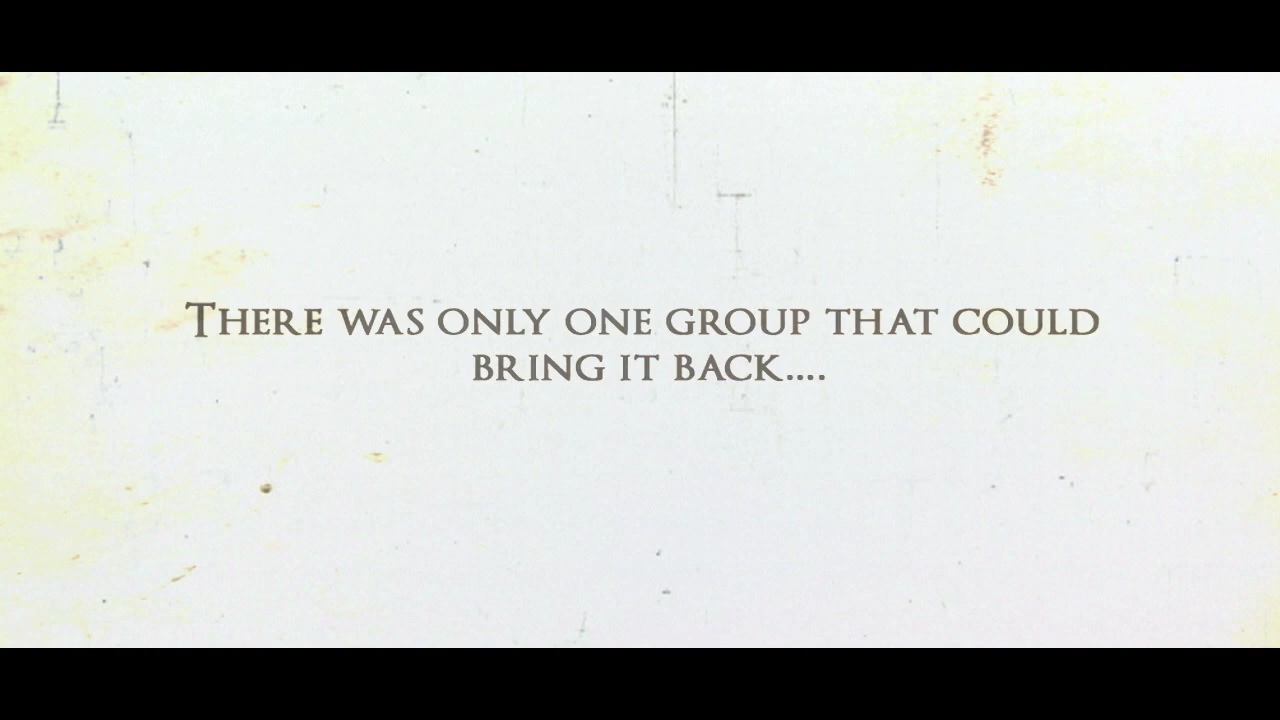 There was only one group that could
bring it back....